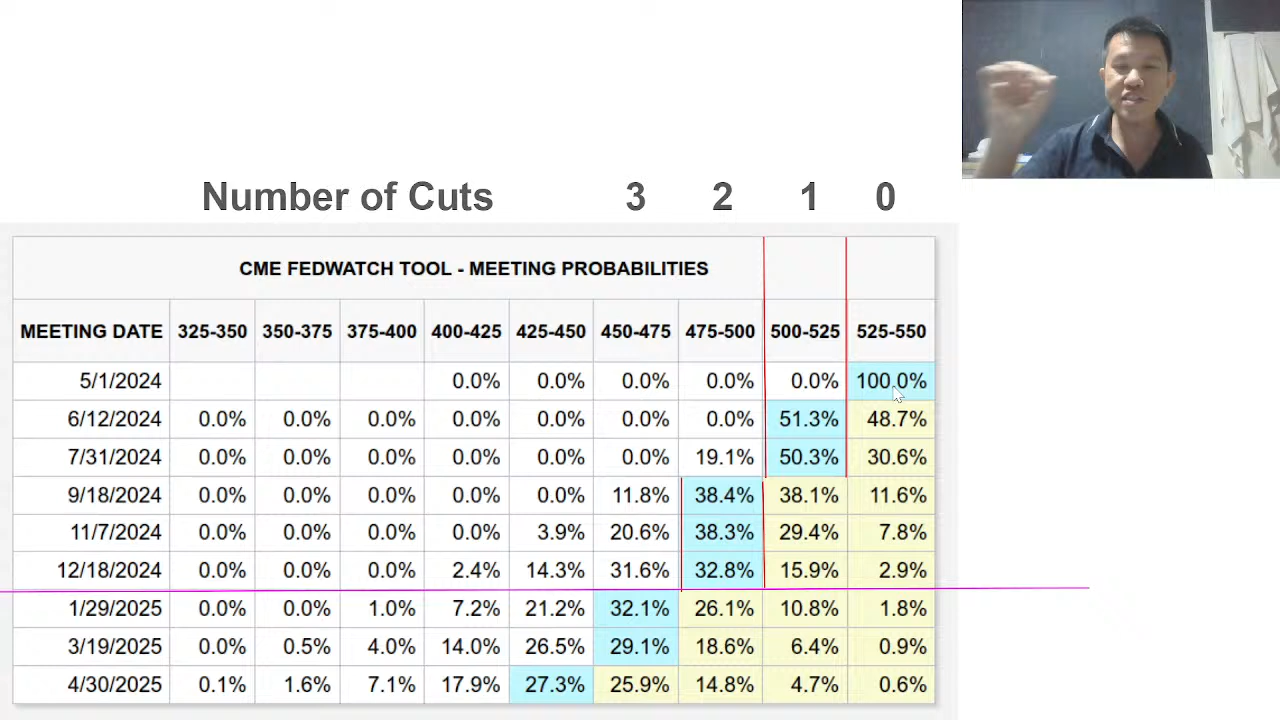 Number of Cuts 3 2 1 0
CME FEDWATCH TOOL - MEETING PROBABILITIES
MEETING DATE 325-350 350-375 375-400 400-425 425-450 450-475 475-500 500-525 525-550
5/1/2024 0.0% 0.0% 0.0% 0.0% 0.0% 100.0%
6/12/2024 0.0% 0.0% 0.0% 0.0% 0.0% 0.0% 0.0% 51.3% 48.7%
7/31/2024 0.0% 0.0% 0.0% 0.0% 0.0% 0.0% 19.1% 50.3% 30.6%
9/18/2024 0.0% 0.0% 0.0% 0.0% 0.0% 11.8% 38.4% 38.1% 11.6%
11/7/2024 0.0% 0.0% 0.0% 0.0% 3.9% 20.6% 38.3% 29.4% 7.8%
12/18/2024 0.0% 0.0% 0.0% 2.4% 14.3% 31.6% 32.8% 15.9% 2.9%
1/29/2025 0.0% 0.0% 1.0% 7.2% 21.2% 32.1% 26.1% 10.8% 1.8%
3/19/2025 0.0% 0.5% 4.0% 14.0% 26.5% 29.1% 18.6% 6.4% 0.9%
4/30/2025 0.1% 1.6% 7.1% 17.9% 27.3% 25.9% 14.8% 4.7% 0.6%